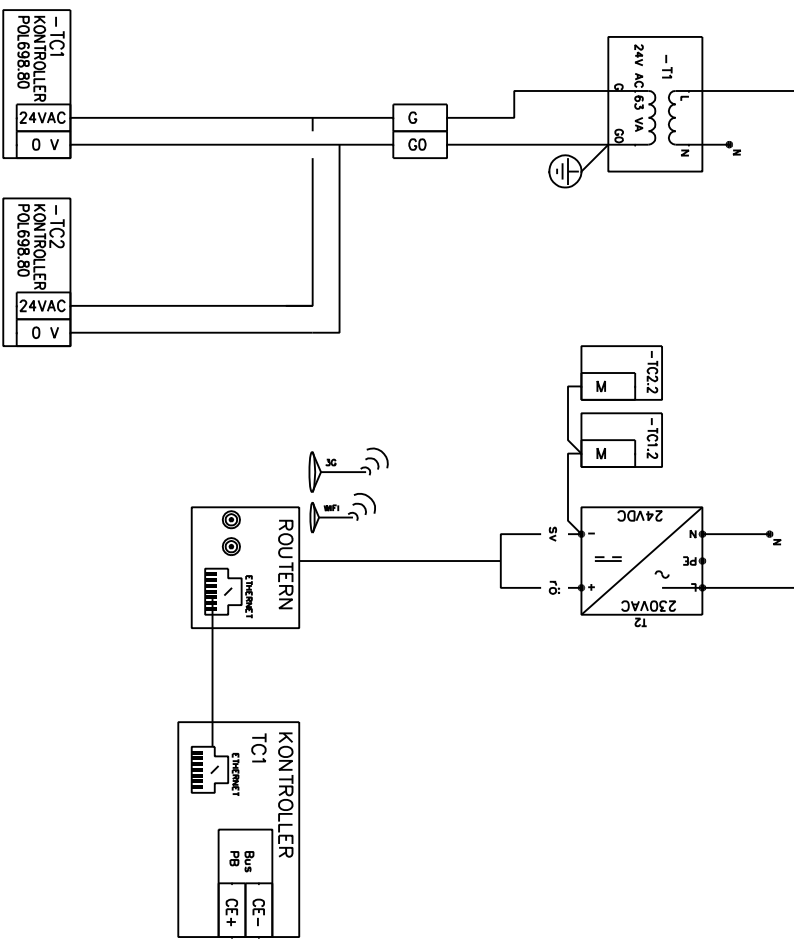 -TC1
KONTROLLER
POL698.80
24VAC
0 V
-TC2
KONTROLLER
POL698.80
24VAC
0 V
G
G0
-T1
24V AC 63 VA
G
G0
L
N
N
-TC2.2
M
-TC1.2
M
24VDC
230VAC
T2
-
+
N
PE
L
N
sv
rö
3G
WIFI
ROUTERN
ETHERNET
KONTROLLER
TC1
ETHERNET
Bus
PB
CE+
CE-